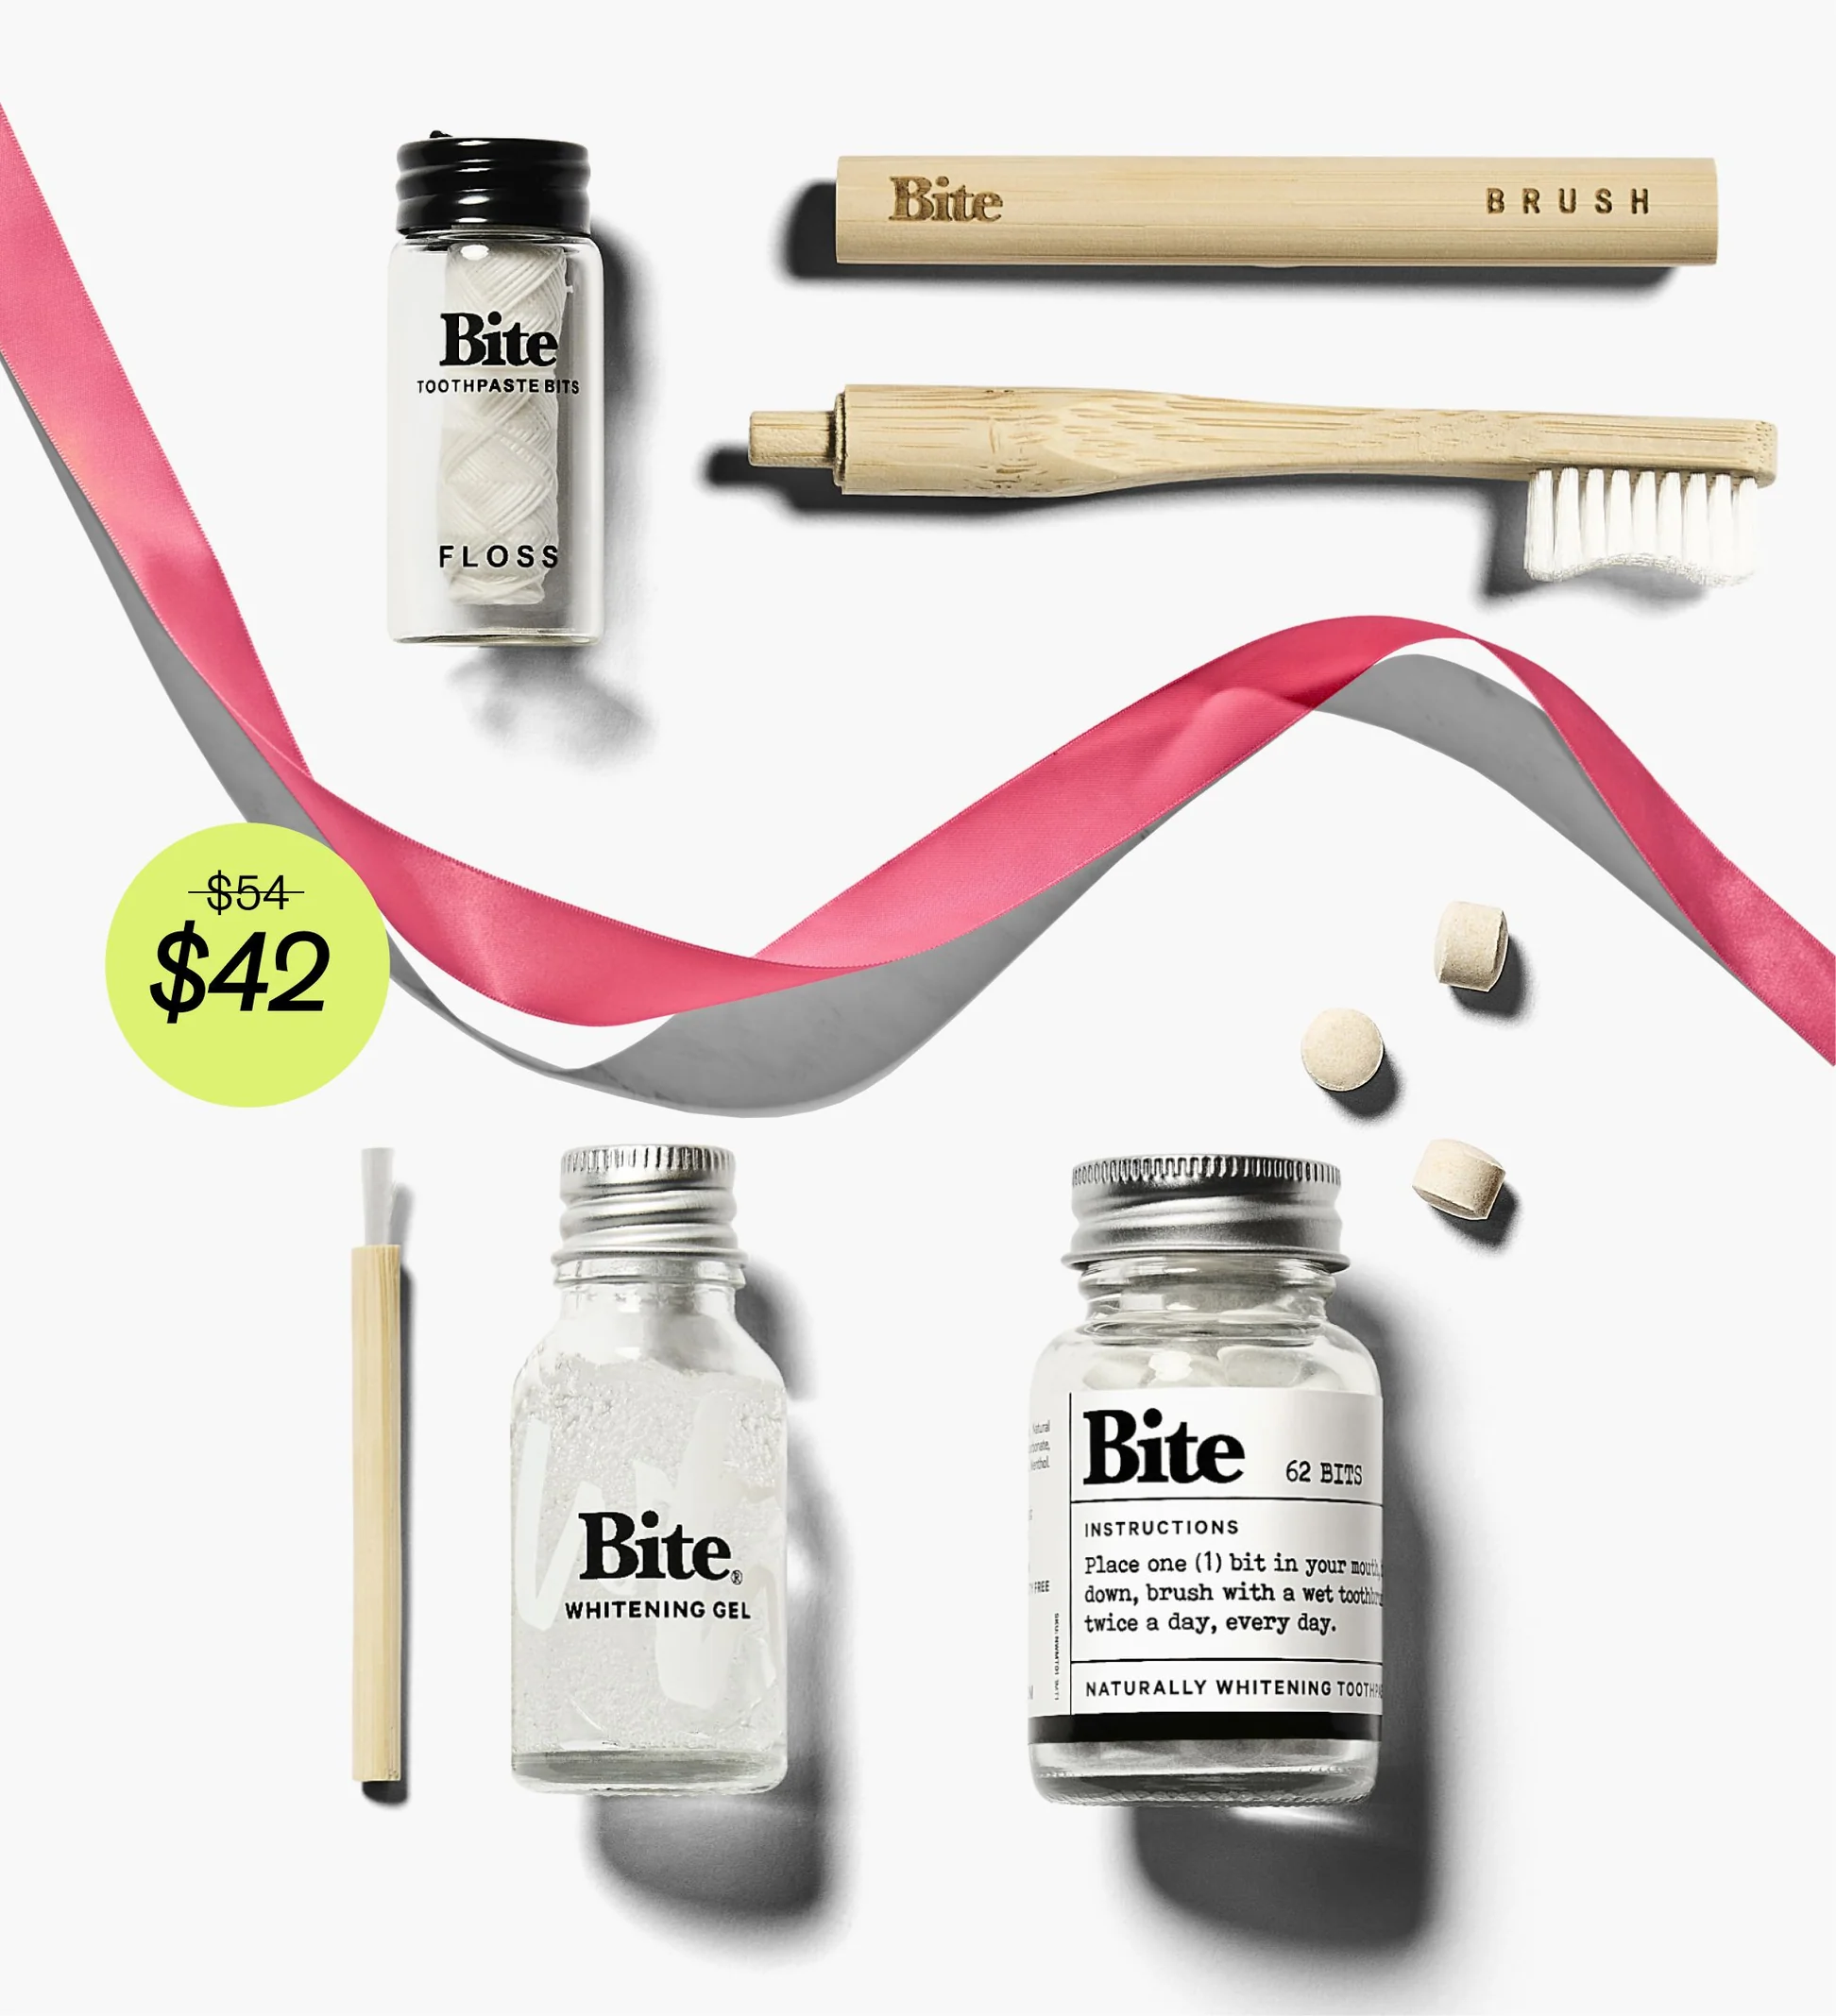 Bite
TOOTHPASTE BITS
FLOSS
Bite
BRUSH
$54
$42
Bite®
WHITENING GEL
Bite
62 BITS
INSTRUCTIONS
Place one (1) bit in your
down, brush with a wet
twice a day, every day.
NATURALLY WHITENING
FREE